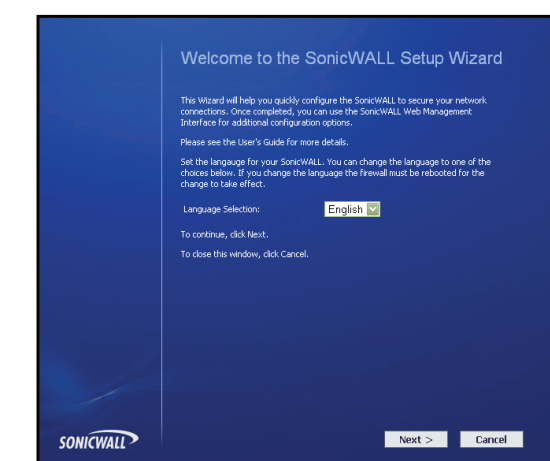 Welcome to the SonicWALL Setup Wizard
This Wizard will help you quickly configure the SonicWALL to secure your network
connections. Once completed, you can use the SonicWALL Web Management
Interface for additional configuration options.
Please see the User's Guide for more details.
Set the langauge for your SonicWALL. You can change the language to one of the
choices below. If you change the language the firewall must be rebooted for the
change to take effect.
Language Selection: English
To continue, click Next.
To close this window, click Cancel.
SONICWALL
Next > Cancel